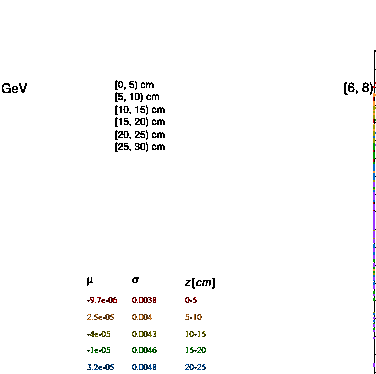 GeV
[0, 5) cm
[5, 10) cm
[10, 15) cm
[15, 20) cm
[20, 25) cm
[25, 30) cm
[6, 8)
μ σ z[cm]
-9.7e-06 0.0038 0-5
2.5e-05 0.004 5-10
-4e-05 0.0043 10-15
-1e-05 0.0046 15-20
3.2e-05 0.0048 20-25